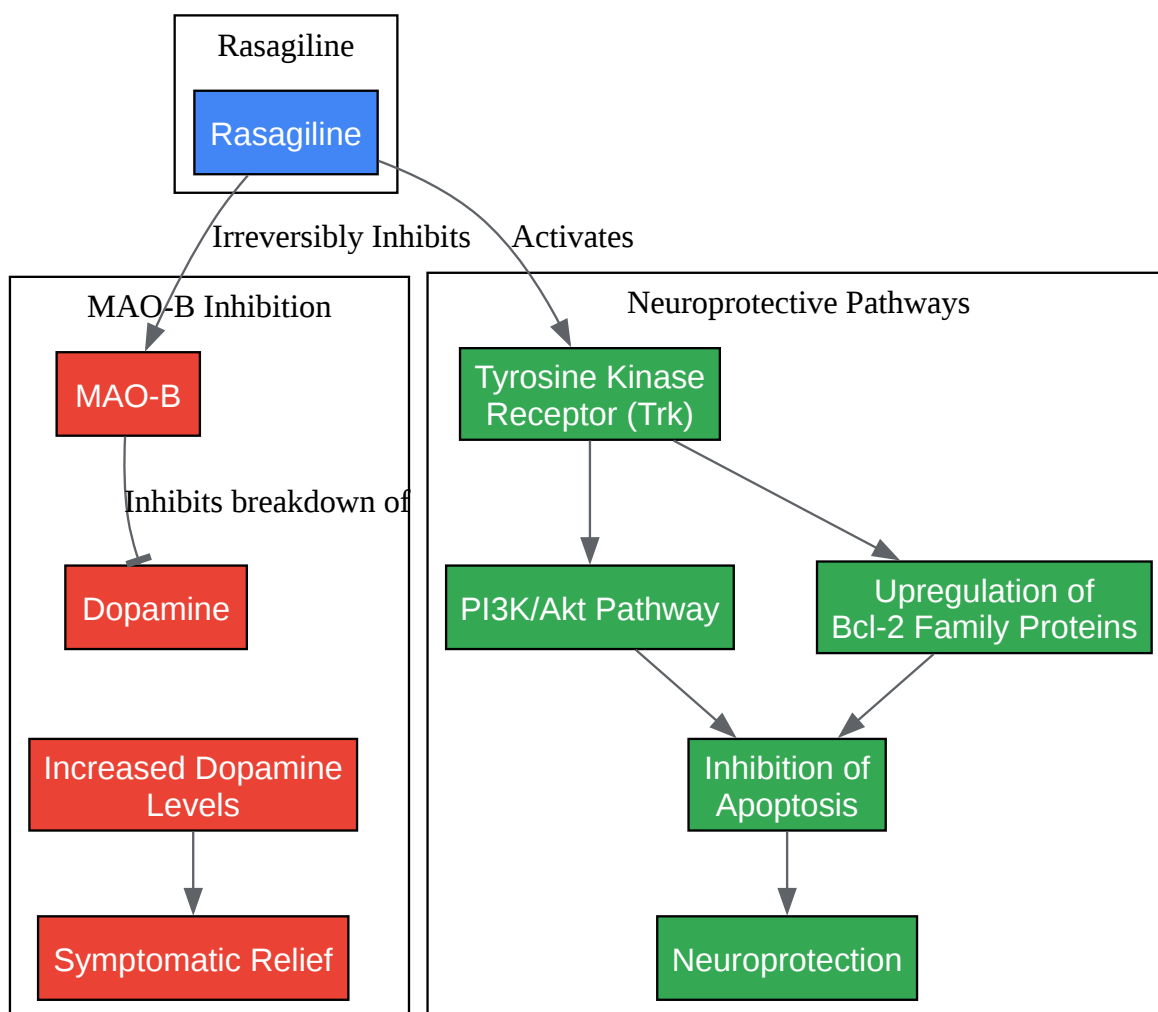 Rasagiline
Rasagiline
Irreversibly Inhibits
Activates
MAO-B Inhibition
MAO-B
Inhibits breakdown of
Dopamine
Increased Dopamine
Levels
Symptomatic Relief
Neuroprotective Pathways
Tyrosine Kinase
Receptor (Trk)
PI3K/Akt Pathway
Upregulation of
Bcl-2 Family Proteins
Inhibition of
Apoptosis
Neuroprotection